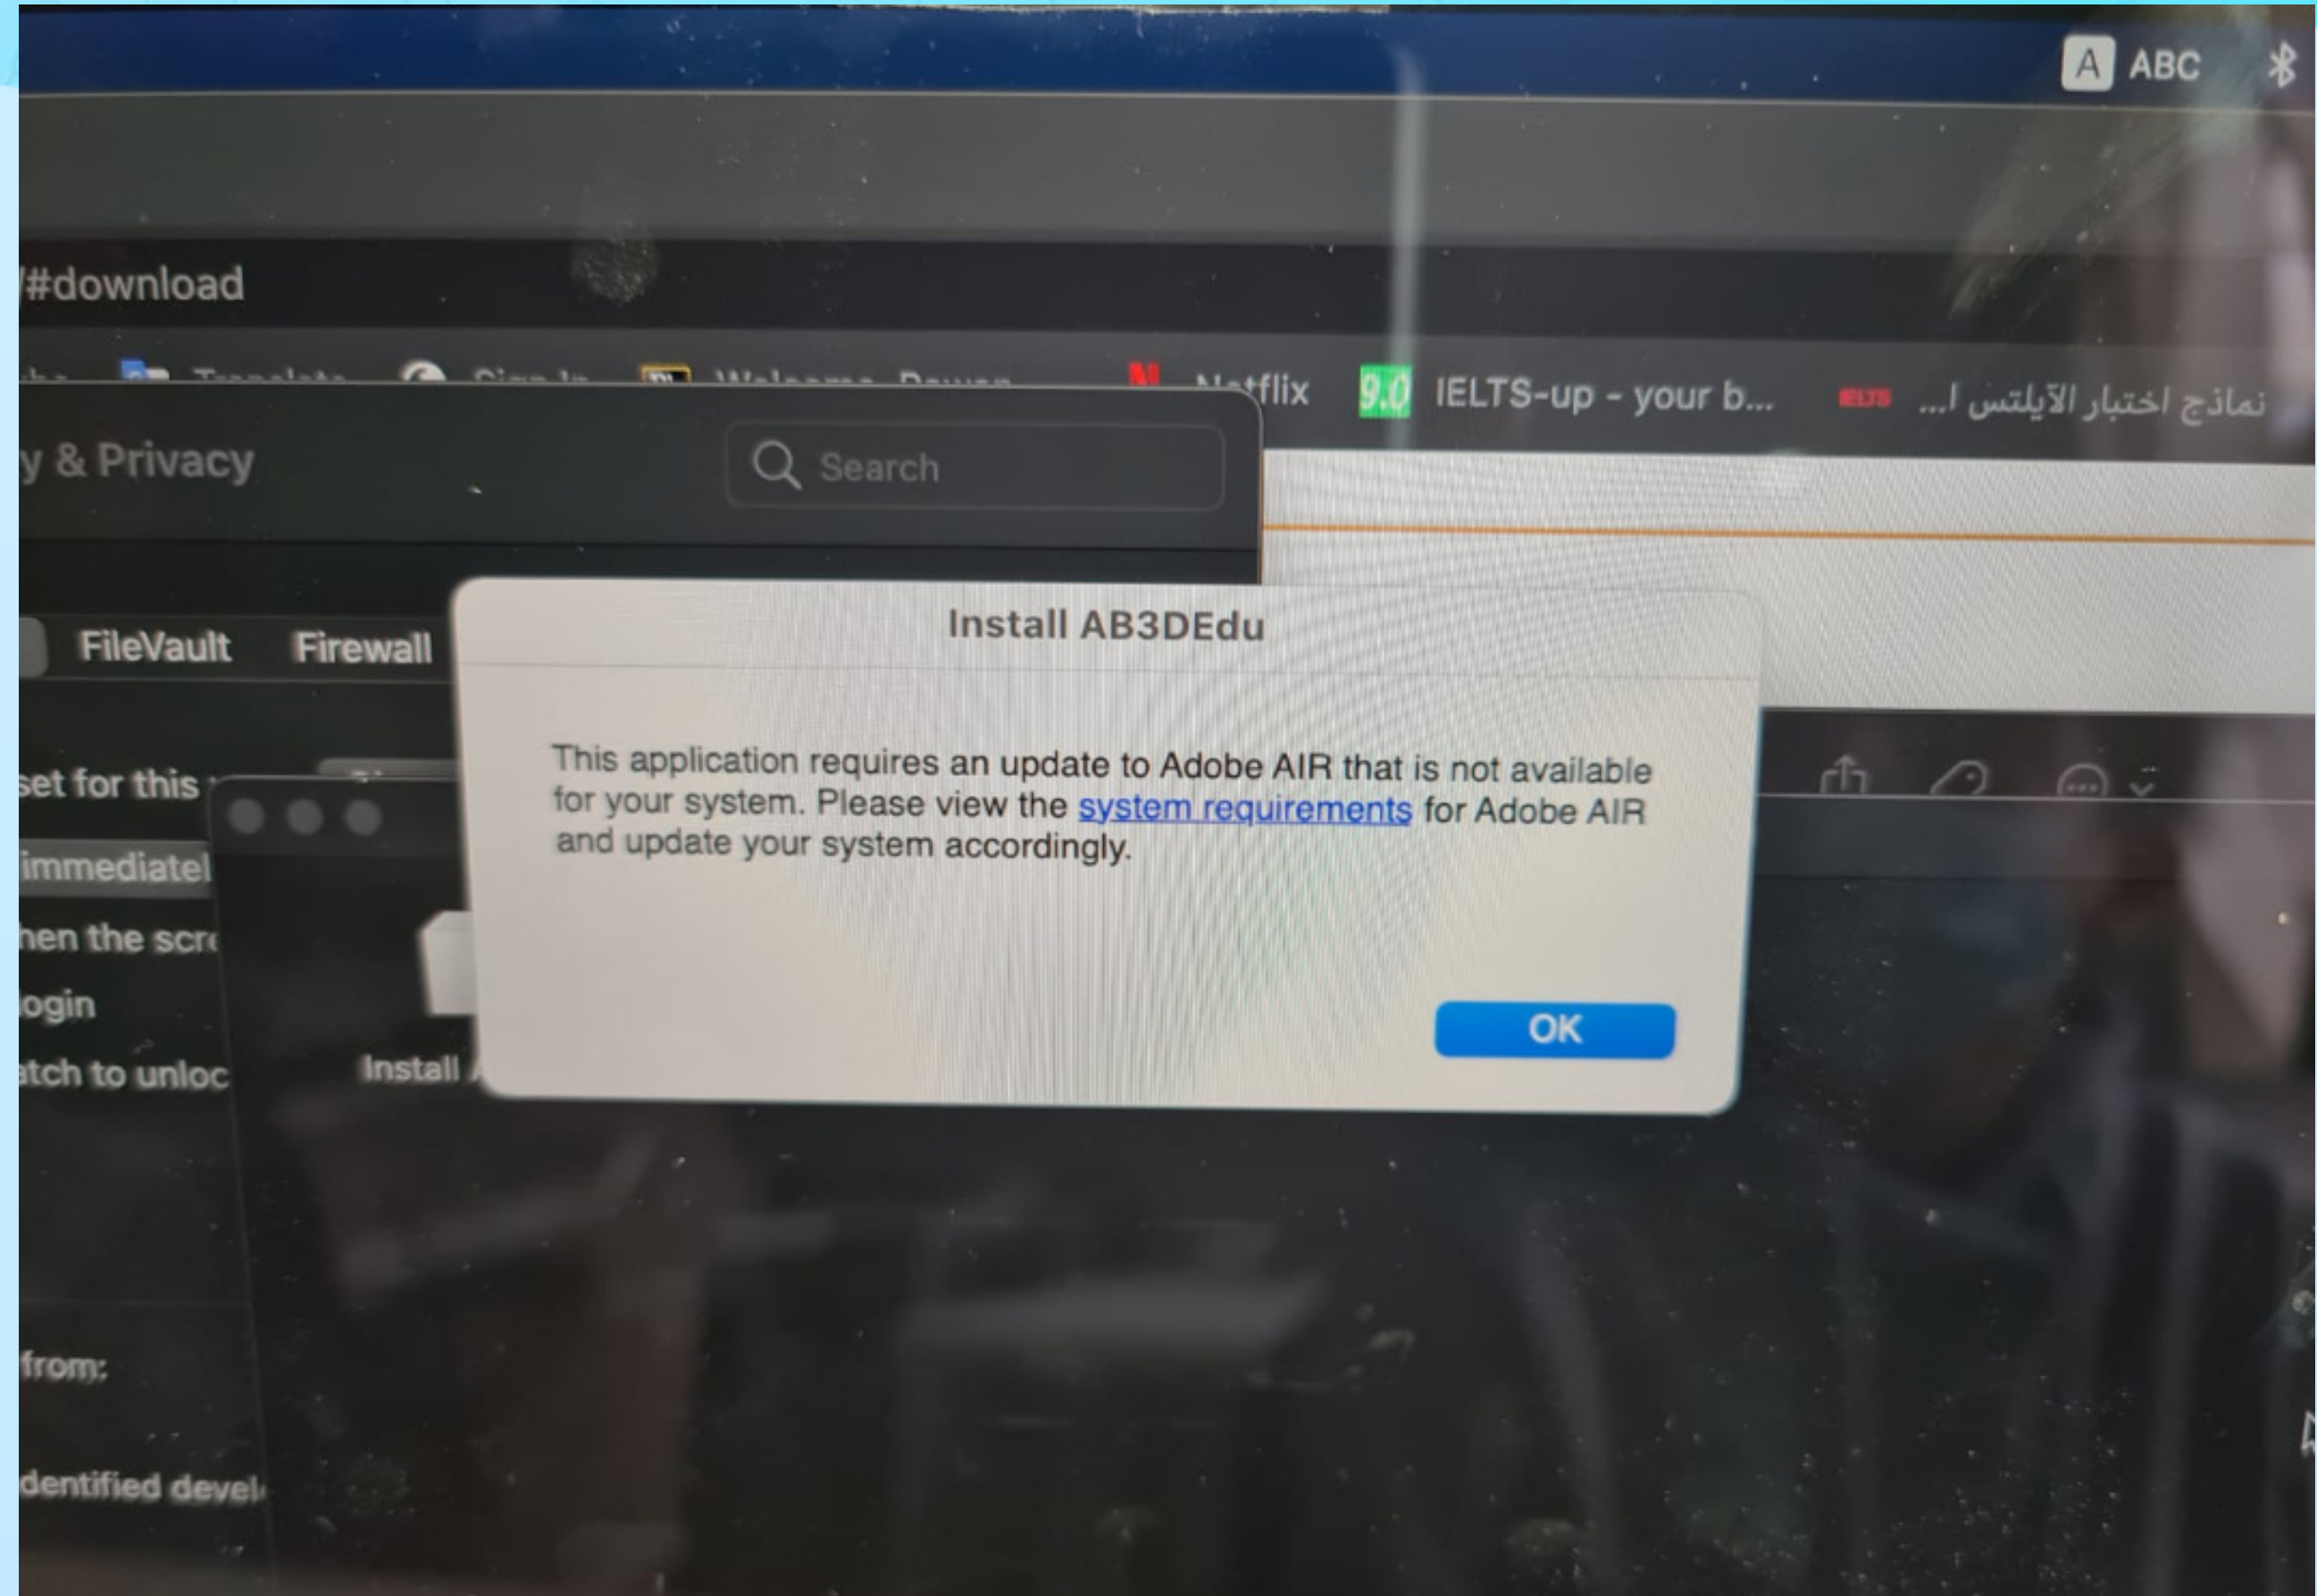 A ABC
/#download
Netflix
9.0 IELTS-up - your b...
IELTS نماذج اختبار الآيلتس ا...
y & Privacy
Search
FileVault
Firewall
Install AB3DEdu
This application requires an update to Adobe AIR that is not available
for your system. Please view the system requirements for Adobe AIR
and update your system accordingly.
OK
set for this
immediatel
hen the scre
ogin
atch to unloc
Install
from:
dentified devel